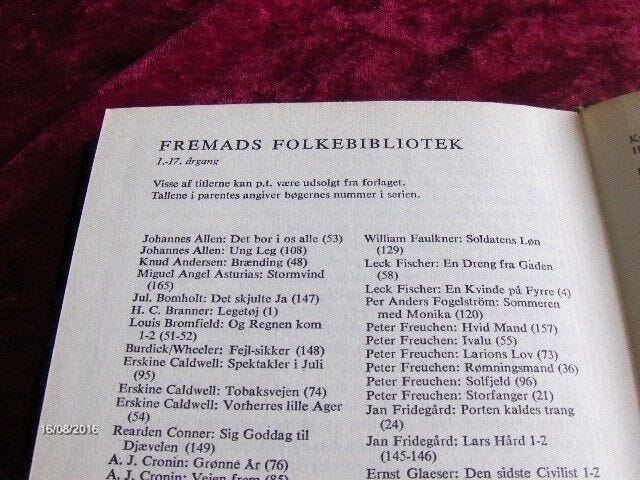 FREMADS FOLKEBIBLIOTEK
1.-17. årgang
Visse af titlerne kan p.t. være udsolgt fra forlaget.
Tallene i parentes angiver bøgernes nummer i serien.
Johannes Allen: Det bor i os alle (53)
Johannes Allen: Ung Leg (108)
Knud Andersen: Brænding (48)
Miguel Angel Asturias: Stormvind
(165)
Jul. Bomholt: Det skjulte Ja (147)
H. C. Branner: Legetøj (1)
Louis Bromfield: Og Regnen kom
1-2 (51-52)
Burdick/Wheeler: Fejl-sikker (148)
Erskine Caldwell: Spektakler i Juli
(95)
Erskine Caldwell: Tobaksvejen (74)
Erskine Caldwell: Vorherres lille Ager
(54)
Rearden Conner: Sig Goddag til
Djævelen (149)
A. J. Cronin: Grønne År (76)
A. J. Cronin: Vejen frem (85)
William Faulkner: Soldatens Løn
(129)
Leck Fischer: En Dreng fra Gaden
(58)
Leck Fischer: En Kvinde på Fyrre (4)
Per Anders Fogelström: Sommeren
med Monika (120)
Peter Freuchen: Hvid Mand (157)
Peter Freuchen: Ivalu (55)
Peter Freuchen: Larions Lov (73)
Peter Freuchen: Rømningsmand (36)
Peter Freuchen: Solfjeld (96)
Peter Freuchen: Storfanger (21)
Jan Fridegård: Porten kaldes trang
(24)
Jan Fridegård: Lars Hård 1-2
(145-146)
Ernst Glaeser: Den sidste Civilist 1-2
16/08/2016